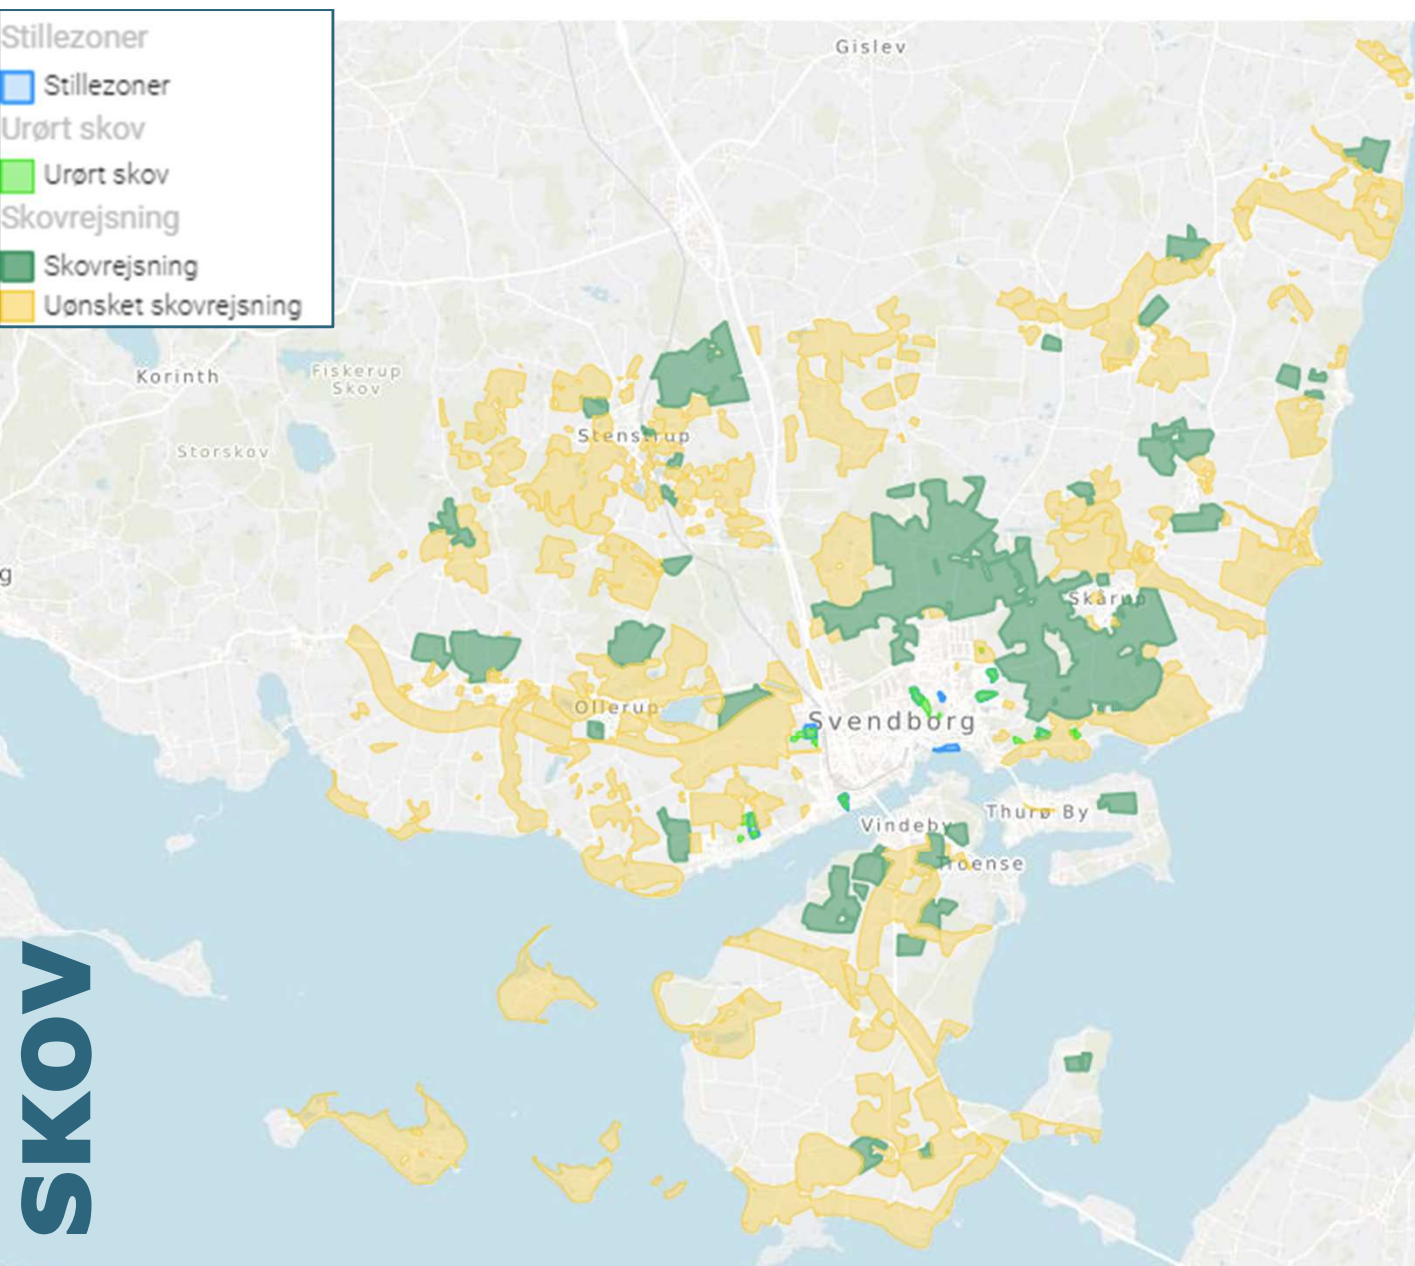 Stillezoner
Stillezoner
Urørt skov
Urørt skov
Skovrejsning
Skovrejsning
Uønsket skovrejsning
Gislev
Korinth
Fiskerup
Skov
Storskov
Stenstrup
g
Skårup
Ollerup
Svendborg
Thurø By
Vindeby
Troense
SKOV